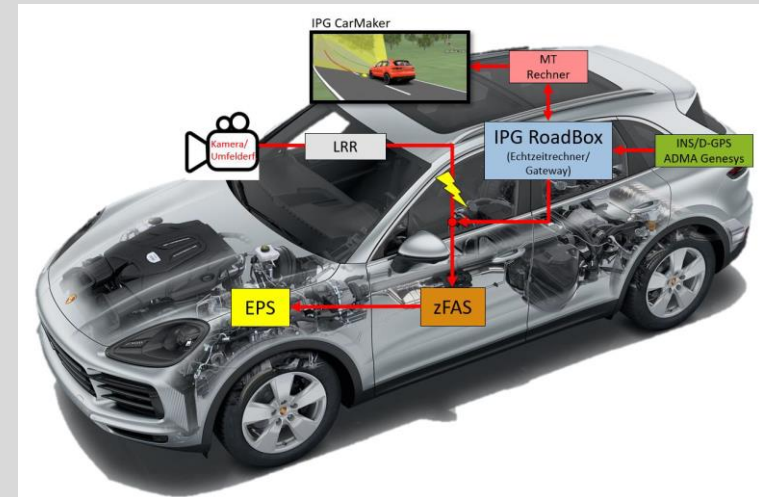 IPG CarMaker
MT
Rechner
Kamera/
Umfelderf
LRR
IPG RoadBox
(Echtzeitrechner/
Gateway)
INS/D-GPS
ADMA Genesys
EPS
zFAS